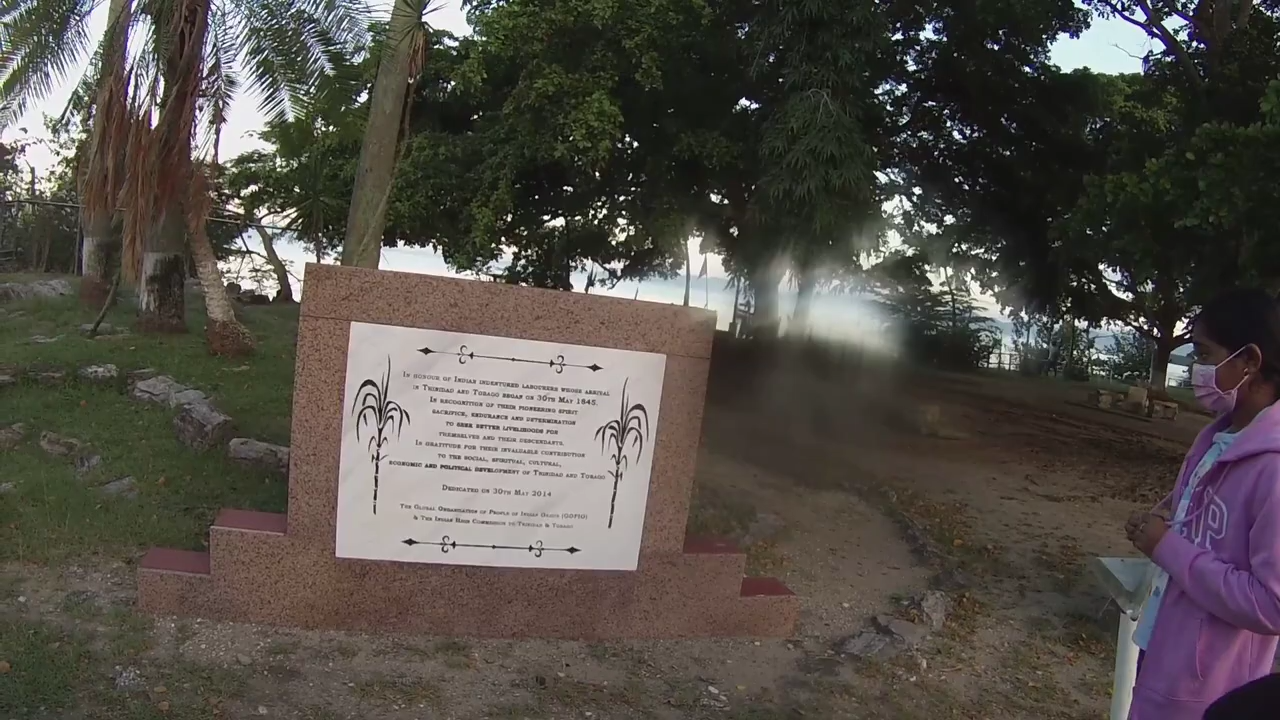 In honour of Indian indentured labourers whose arrival
in Trinidad and Tobago began on 30th May 1845.
In recognition of their pioneering spirit
sacrifice, endurance and determination
to seek better livelihoods for
themselves and their descendants.
In gratitude for their invaluable contribution
to the social, spiritual, cultural,
economic and political development of Trinidad and Tobago
Dedicated on 30th May 2014
The Global Organisation of People of Indian Origin (GOPIO)
& The Indian High Commission to Trinidad & Tobago